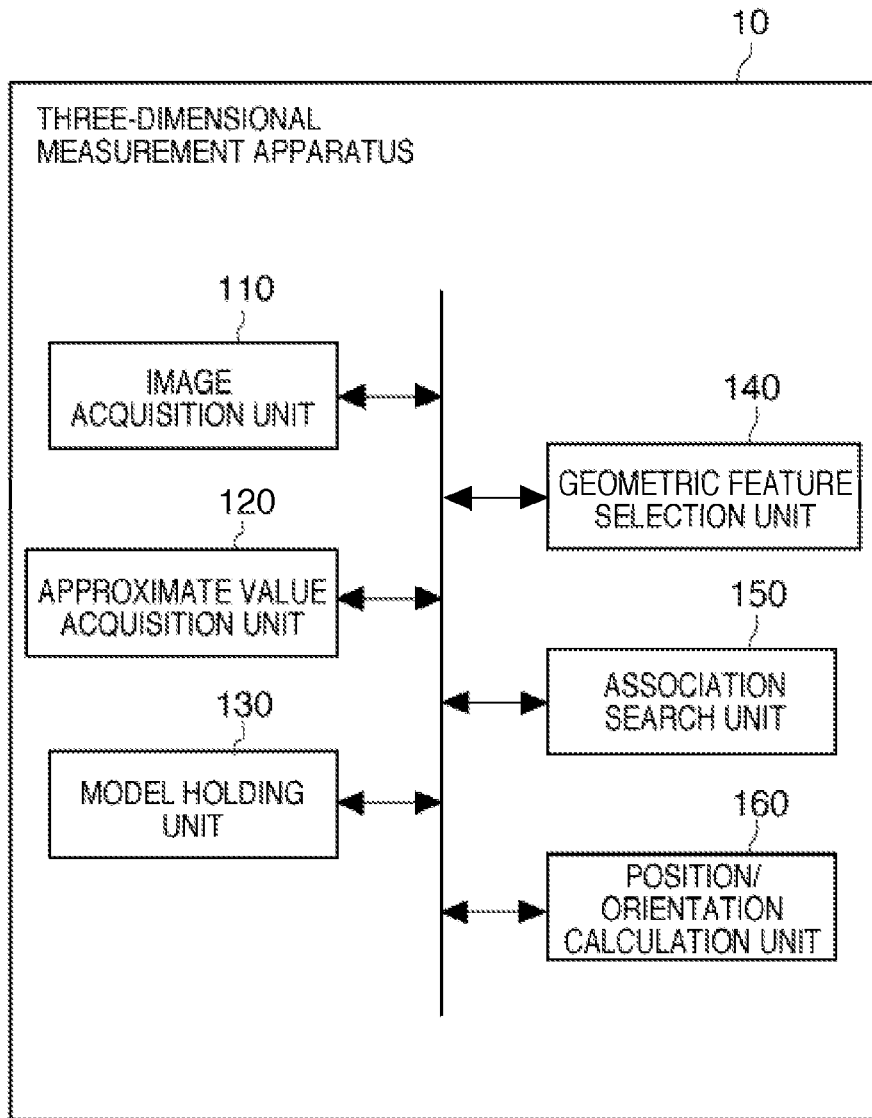 10
THREE-DIMENSIONAL
MEASUREMENT APPARATUS
110
IMAGE
ACQUISITION UNIT
120
APPROXIMATE VALUE
ACQUISITION UNIT
130
MODEL HOLDING
UNIT
140
GEOMETRIC FEATURE
SELECTION UNIT
150
ASSOCIATION
SEARCH UNIT
160
POSITION/
ORIENTATION
CALCULATION UNIT